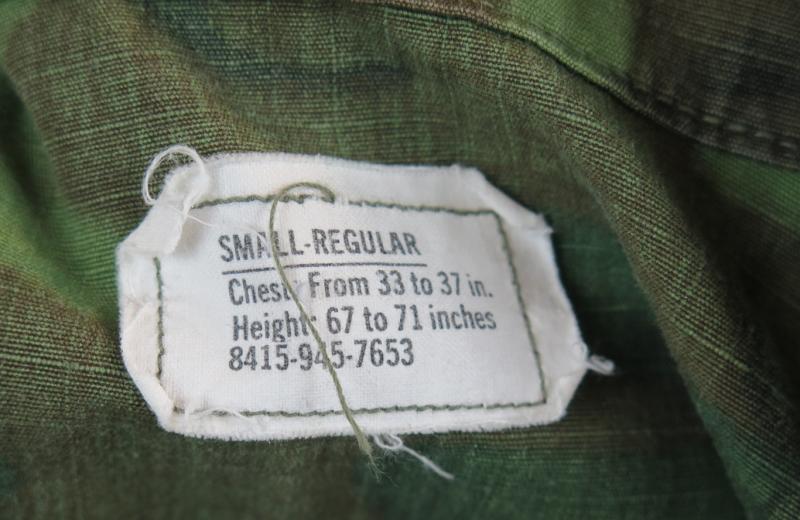 SMALL-REGULAR
Chest: From 33 to 37 in.
Height: 67 to 71 inches
8415-945-7653